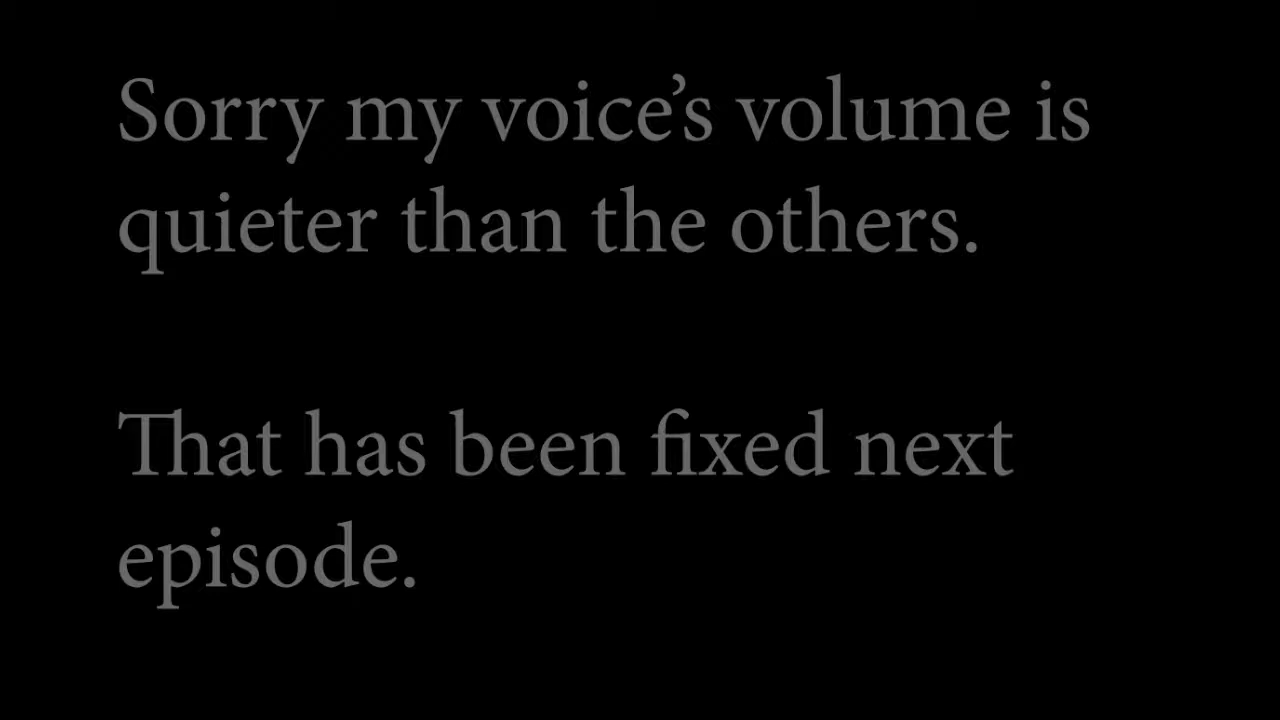 Sorry my voice’s volume is
quieter than the others.
That has been fixed next
episode.